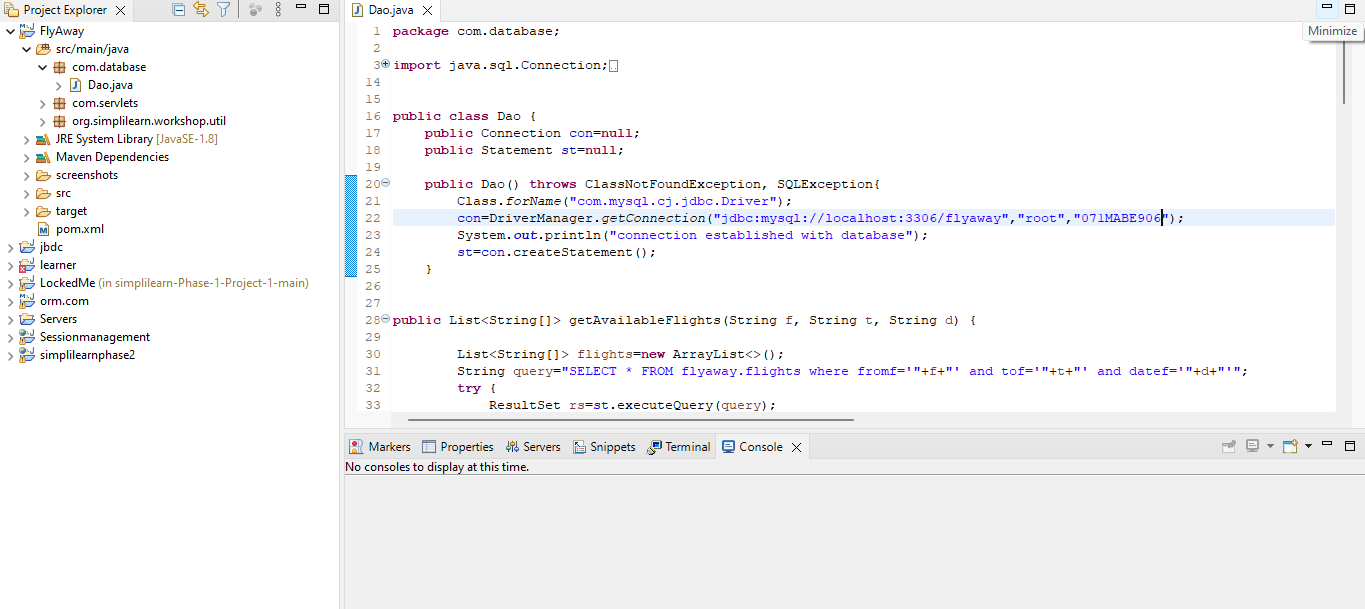 Project Explorer
FlyAway
src/main/java
com.database
Dao.java
com.servlets
org.simplilearn.workshop.util
JRE System Library [JavaSE-1.8]
Maven Dependencies
screenshots
src
target
pom.xml
jbdc
learner
LockedMe (in simplilearn-Phase-1-Project-1-main)
orm.com
Servers
Sessionmanagement
simplilearnphase2
Dao.java
Minimize
1 package com.database;
2
3 import java.sql.Connection;
14
15
16 public class Dao {
17 public Connection con=null;
18 public Statement st=null;
19
20 public Dao() throws ClassNotFoundException, SQLException{
21 Class.forName("com.mysql.cj.jdbc.Driver");
22 con=DriverManager.getConnection("jdbc:mysql://localhost:3306/flyaway","root","071MABE906");
23 System.out.println("connection established with database");
24 st=con.createStatement();
25 }
26
27
28 public List<String[]> getAvailableFlights(String f, String t, String d) {
29
30 List<String[]> flights=new ArrayList<>();
31 String query="SELECT * FROM flyaway.flights where fromf='"+f+"' and tof='"+t+"' and datef='"+d+"'";
32 try {
33 ResultSet rs=st.executeQuery(query);
Markers Properties Servers Snippets Terminal Console
No consoles to display at this time.